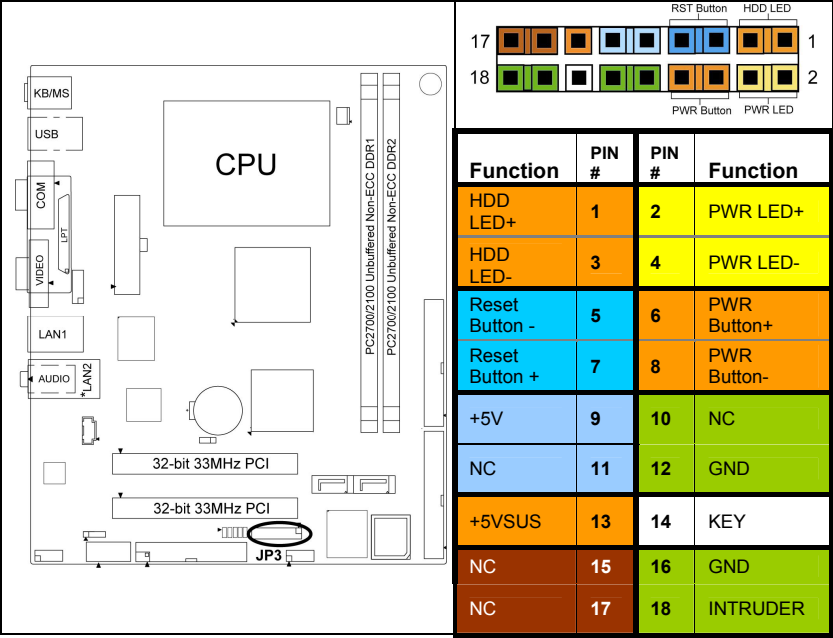 KB/MS
USB
COM
LPT
VIDEO
LAN1
AUDIO
*LAN2
CPU
PC2700/2100 Unbuffered Non-ECC DDR1
PC2700/2100 Unbuffered Non-ECC DDR2
32-bit 33MHz PCI
32-bit 33MHz PCI
JP3
RST Button HDD LED
17 1
18 2
PWR Button PWR LED
Function PIN # PIN # Function
HDD LED+ 1 2 PWR LED+
HDD LED- 3 4 PWR LED-
Reset Button - 5 6 PWR Button+
Reset Button + 7 8 PWR Button-
+5V 9 10 NC
NC 11 12 GND
+5VSUS 13 14 KEY
NC 15 16 GND
NC 17 18 INTRUDER